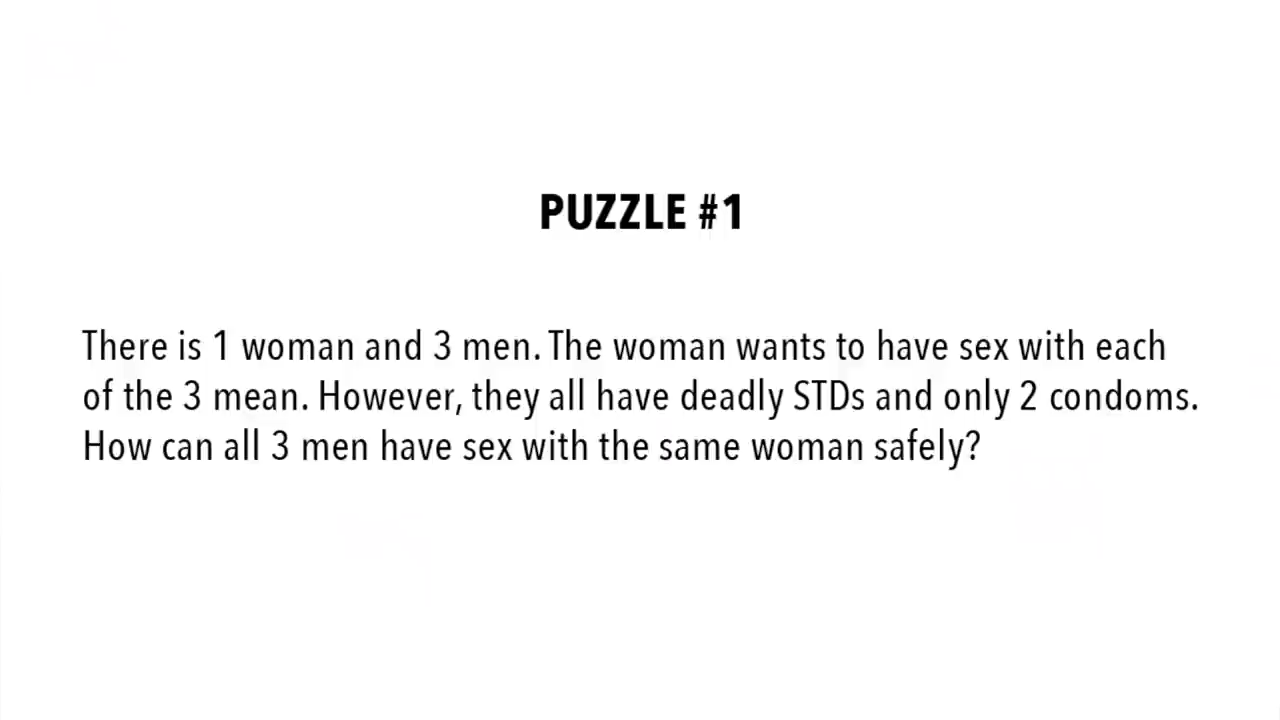 PUZZLE #1
There is 1 woman and 3 men. The woman wants to have sex with each
of the 3 mean. However, they all have deadly STDs and only 2 condoms.
How can all 3 men have sex with the same woman safely?